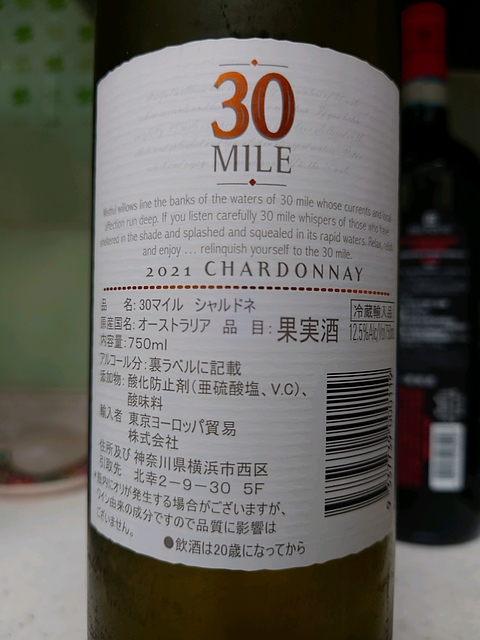 30
MILE
willows line the banks of the waters of 30 mile whose currents and local
affection run deep. If you listen carefully 30 mile whispers of those who have
sheltered in the shade and splashed and squealed in its rapid waters. Relax, unwind
and enjoy ... relinquish yourself to the 30 mile.
2021 CHARDONNAY
品 名:30マイル シャルドネ
原産国名:オーストラリア 品 目:果実酒
冷蔵輸入品
内容量:750ml
12.5%Alc/Vol
アルコール分:裏ラベルに記載
添加物:酸化防止剤(亜硫酸塩、V.C)、
酸味料
輸入者 東京ヨーロッパ貿易
株式会社
住所及び 神奈川県横浜市西区
引取先 北幸2-9-30 5F
オリが発生する場合がございますが、
ワイン由来の成分ですので品質に影響は
ございません。
●飲酒は20歳になってから